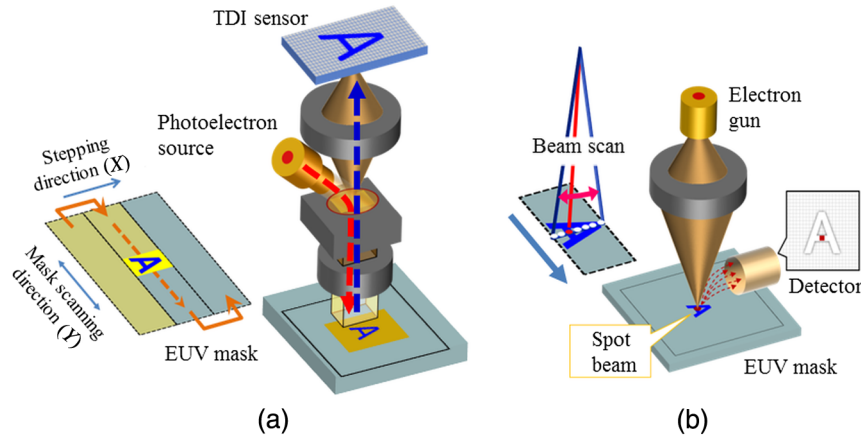 TDI sensor
A
Photoelectron
source
Stepping
direction (X)
A
Mask scanning
direction (Y)
EUV mask
A
(a)
Electron
gun
Beam scan
A
A
Detector
A
Spot
beam
EUV mask
(b)